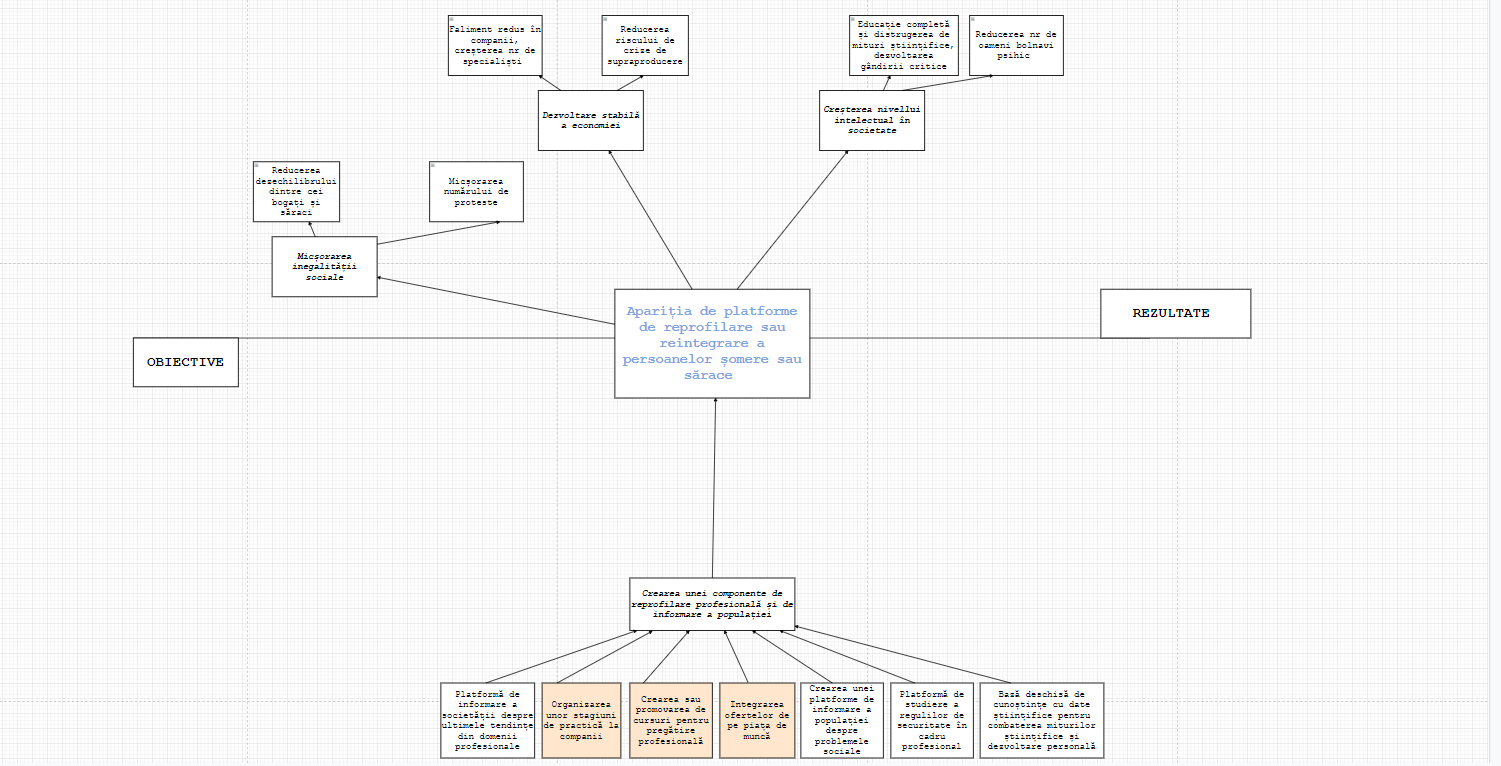 Faliment redus în
companii,
creșterea nr de
specialiști
Reducerea
riscului de
crize de
supraproducere
Educație completă
și distrugerea de
mituri științifice,
dezvoltarea
gândirii critice
Reducerea nr de
oameni bolnavi
psihic
Dezvoltare stabilă
a economiei
Creșterea nivellui
intelectual în
societate
Reducerea
dezechilibrului
dintre cei
bogați și
săraci
Micșorarea
numărului de
proteste
Micșorarea
inegalității
sociale
Apariția de platforme
de reprofilare sau
reintegrare a
persoanelor șomere sau
sărace
REZULTATE
OBIECTIVE
Crearea unei componente de
reprofilare profesională și de
informare a populației
Platformă de
informare a
societății despre
ultimele tendințe
din domenii
profesionale
Organizarea
unor stagiuni
de practică la
companii
Crearea sau
promovarea de
cursuri pentru
pregătire
profesională
Integrarea
ofertelor de
pe piața de
muncă
Crearea unei
platforme de
informare a
populației
despre
problemele
sociale
Platformă de
studiere a
regulilor de
securitate în
cadru
profesional
Bază deschisă de
cunoștințe cu date
științifice pentru
combaterea miturilor
științifice și
dezvoltare personală